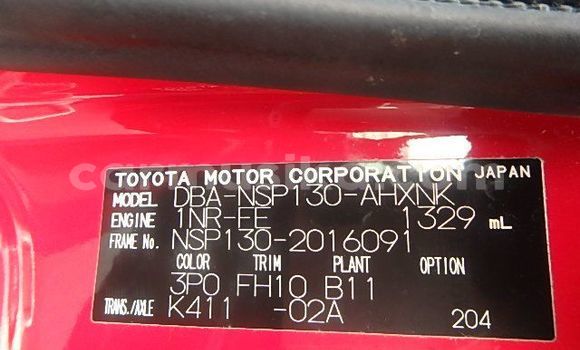 TOYOTA MOTOR CORPORATION JAPAN
MODEL DBA-NSP130-AHXNK
ENGINE 1NR-FE 1329 mL
FRAME No. NSP130-2016091
COLOR TRIM PLANT OPTION
3P0 FH10 B11
TRANS./AXLE K411 -02A 204